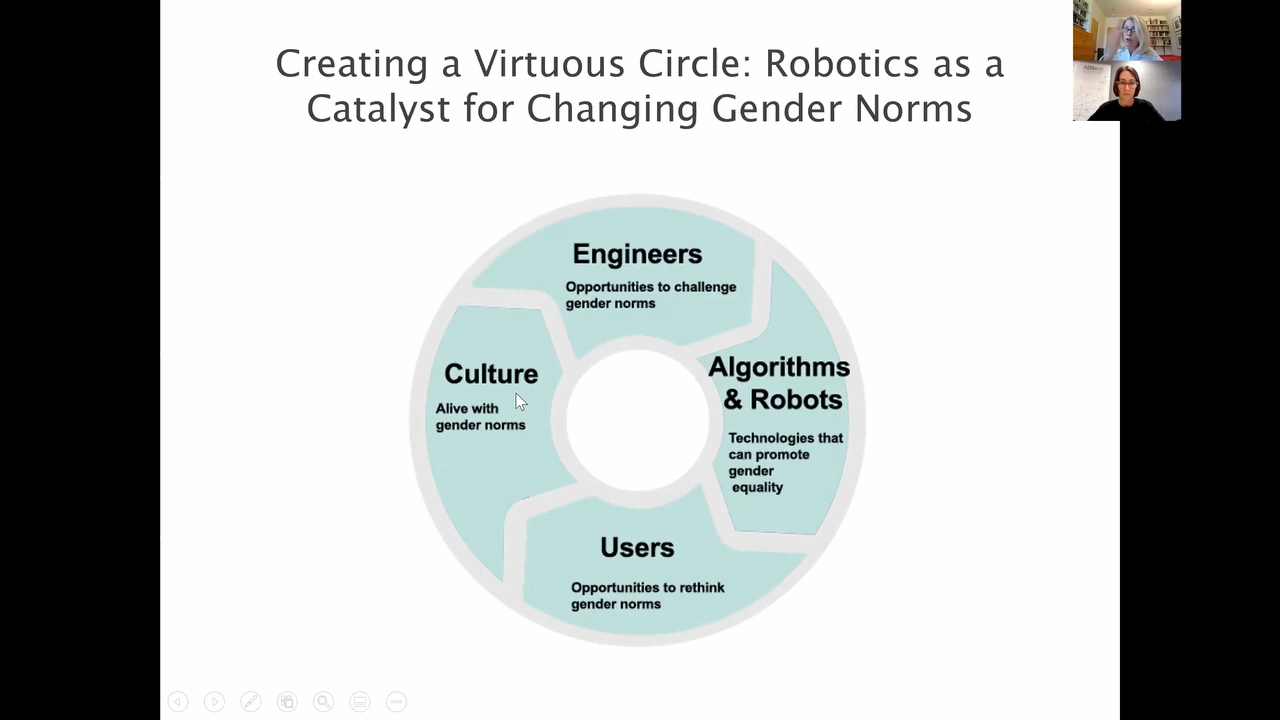 Creating a Virtuous Circle: Robotics as a
Catalyst for Changing Gender Norms
Engineers
Opportunities to challenge
gender norms
Culture
Alive with
gender norms
Algorithms
& Robots
Technologies that
can promote
gender
equality
Users
Opportunities to rethink
gender norms